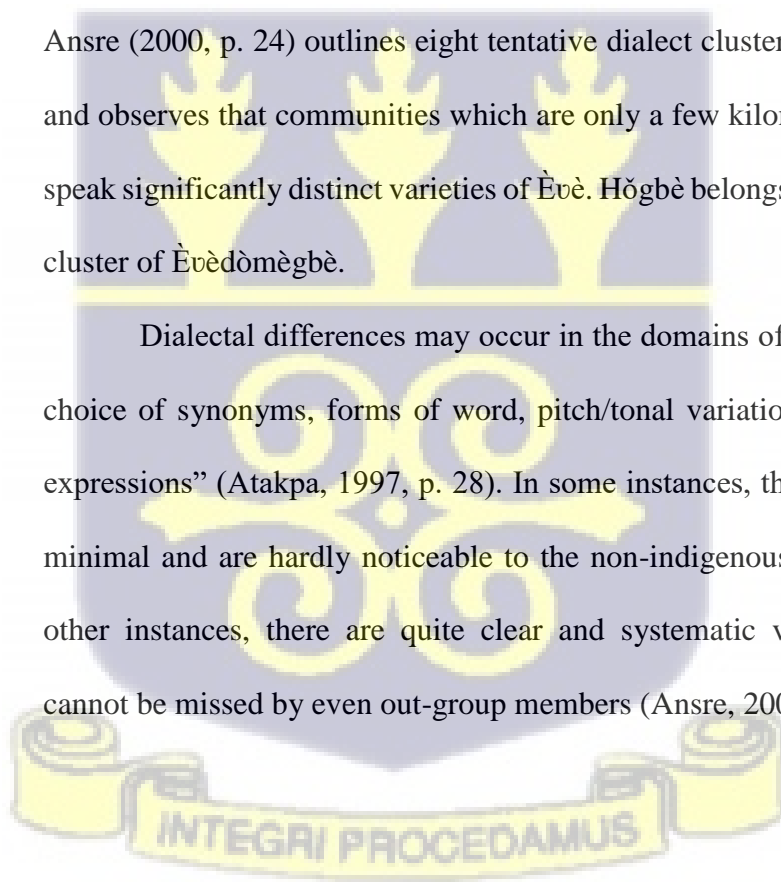 Ansre (2000, p. 24) outlines eight tentative dialect cluster
and observes that communities which are only a few kilo
speak significantly distinct varieties of Èʋè. Hǒgbè belongs
cluster of Èʋèdòmègbè.
Dialectal differences may occur in the domains of
choice of synonyms, forms of word, pitch/tonal variatio
expressions” (Atakpa, 1997, p. 28). In some instances, th
minimal and are hardly noticeable to the non-indigenous
other instances, there are quite clear and systematic v
cannot be missed by even out-group members (Ansre, 200
INTEGRI PROCEDAMUS